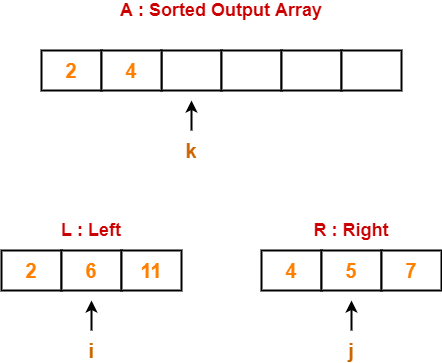 A : Sorted Output Array
2 4
k
L : Left R : Right
2 6 11 4 5 7
i j